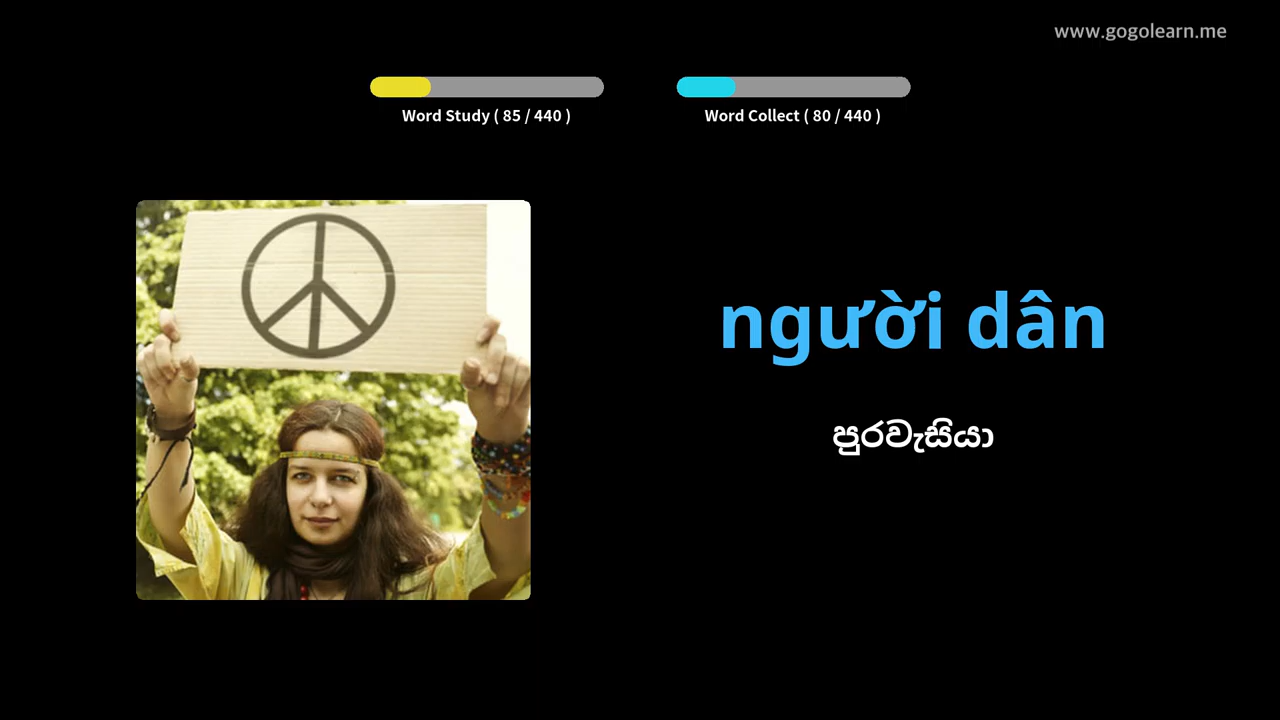 www.gogolearn.me
Word Study ( 85 / 440 )
Word Collect ( 80 / 440 )
người dân
පුරවැසියා